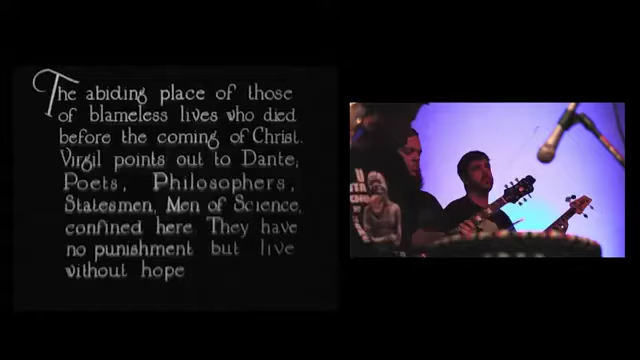 The abiding place of those
of blameless lives who died
before the coming of Christ.
Virgil points out to Dante;
Poets, Philosophers,
Statesmen, Men of Science,
confined here They have
no punishment but live
without hope